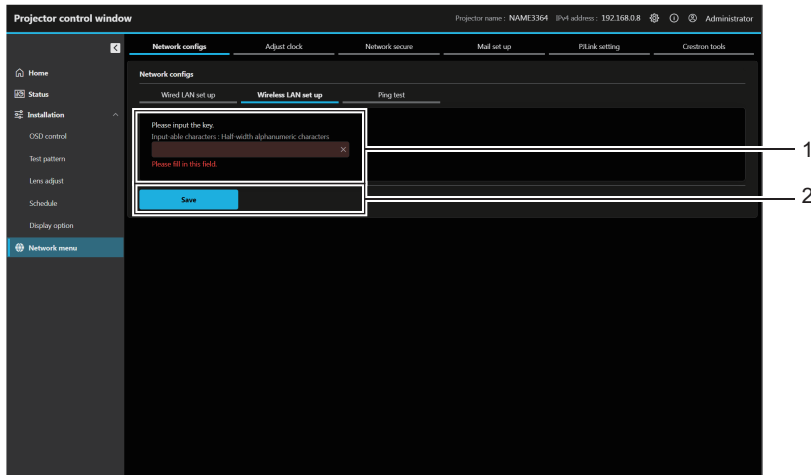 Projector control window
Projector name : NAME3364 IPv4 address : 192.168.0.8 Administrator
Network configs Adjust clock Network secure Mail set up PJLink setting Crestron tools
Home
Status
Installation
OSD control
Test pattern
Lens adjust
Schedule
Display option
Network menu
Network configs
Wired LAN set up Wireless LAN set up Ping test
Please input the key.
Input-able characters : Half-width alphanumeric characters
Please fill in this field.
Save
1
2